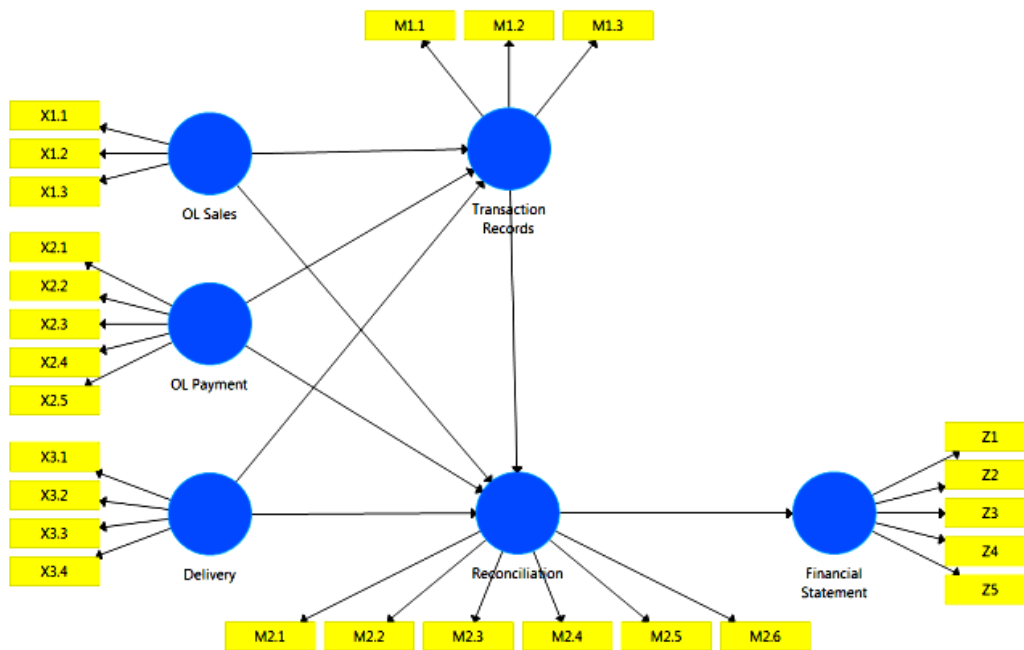 M1.1
M1.2
M1.3
X1.1
X1.2
X1.3
OL Sales
Transaction
Records
X2.1
X2.2
X2.3
X2.4
X2.5
OL Payment
X3.1
X3.2
X3.3
X3.4
Delivery
Reconciliation
Financial
Statement
Z1
Z2
Z3
Z4
Z5
M2.1
M2.2
M2.3
M2.4
M2.5
M2.6